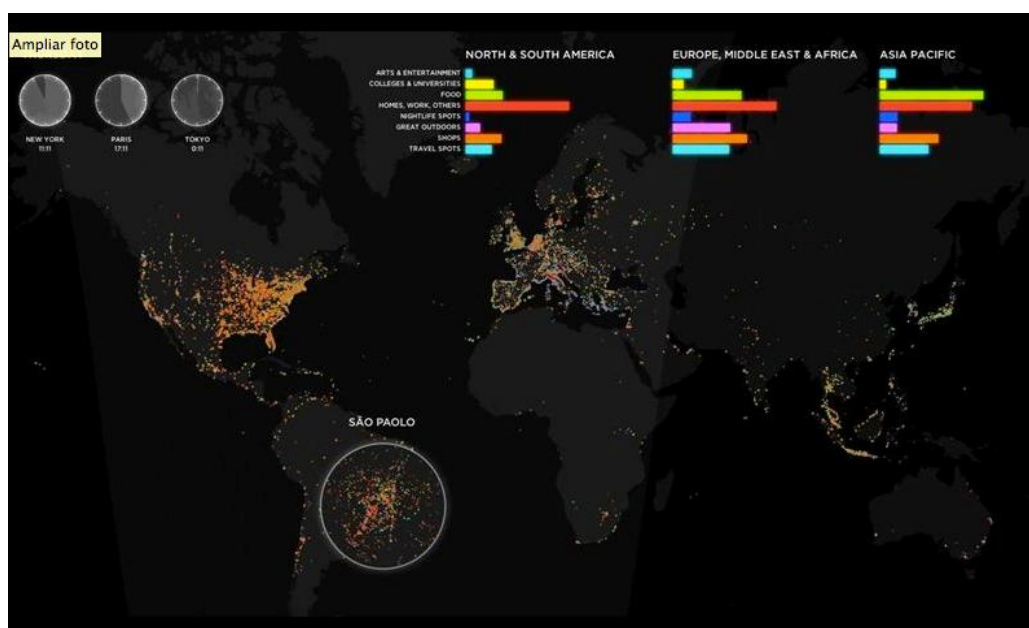 Ampliar foto
NEW YORK
11:11
PARIS
17:11
TOKYO
0:11
NORTH & SOUTH AMERICA
EUROPE, MIDDLE EAST & AFRICA
ASIA PACIFIC
ARTS & ENTERTAINMENT
COLLEGES & UNIVERSITIES
FOOD
HOMES, WORK, OTHERS
NIGHTLIFE SPOTS
GREAT OUTDOORS
SHOPS
TRAVEL SPOTS
SÃO PAOLO